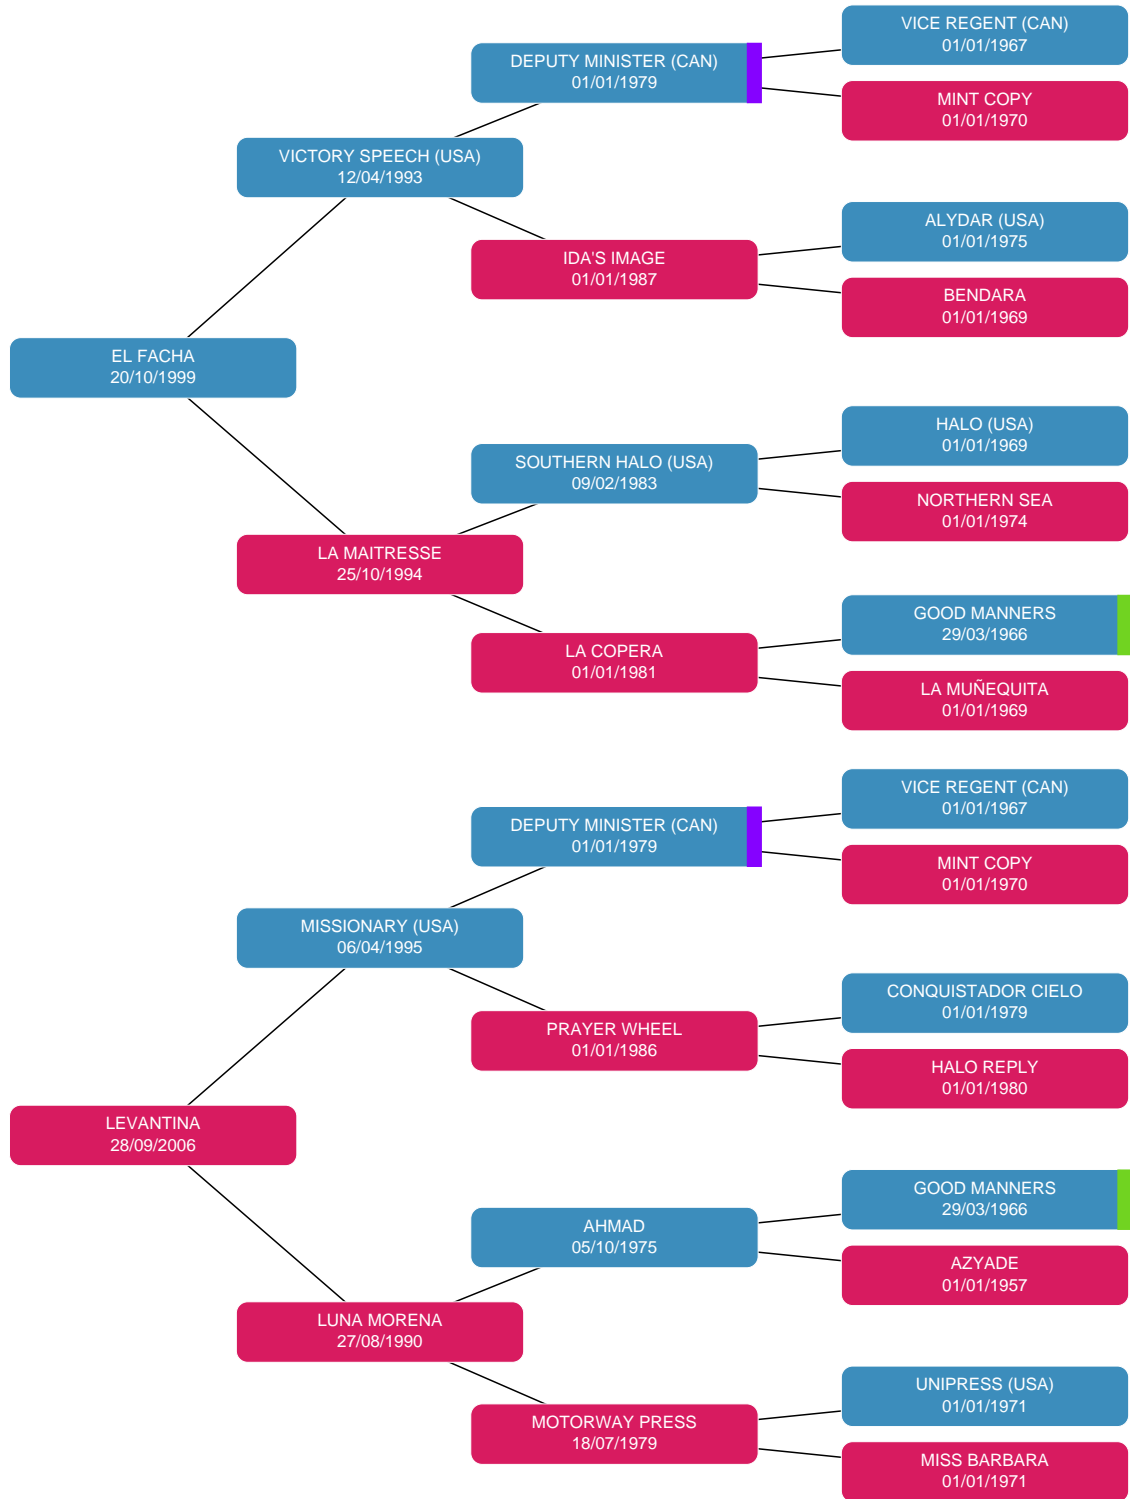 VICE REGENT (CAN)
01/01/1967
DEPUTY MINISTER (CAN)
01/01/1979
MINT COPY
01/01/1970
VICTORY SPEECH (USA)
12/04/1993
ALYDAR (USA)
01/01/1975
IDA'S IMAGE
01/01/1987
BENDARA
01/01/1969
EL FACHA
20/10/1999
HALO (USA)
01/01/1969
SOUTHERN HALO (USA)
09/02/1983
NORTHERN SEA
01/01/1974
LA MAITRESSE
25/10/1994
GOOD MANNERS
29/03/1966
LA COPERA
01/01/1981
LA MUÑEQUITA
01/01/1969
VICE REGENT (CAN)
01/01/1967
DEPUTY MINISTER (CAN)
01/01/1979
MINT COPY
01/01/1970
MISSIONARY (USA)
06/04/1995
CONQUISTADOR CIELO
01/01/1979
PRAYER WHEEL
01/01/1986
HALO REPLY
01/01/1980
LEVANTINA
28/09/2006
GOOD MANNERS
29/03/1966
AHMAD
05/10/1975
AZYADE
01/01/1957
LUNA MORENA
27/08/1990
UNIPRESS (USA)
01/01/1971
MOTORWAY PRESS
18/07/1979
MISS BARBARA
01/01/1971